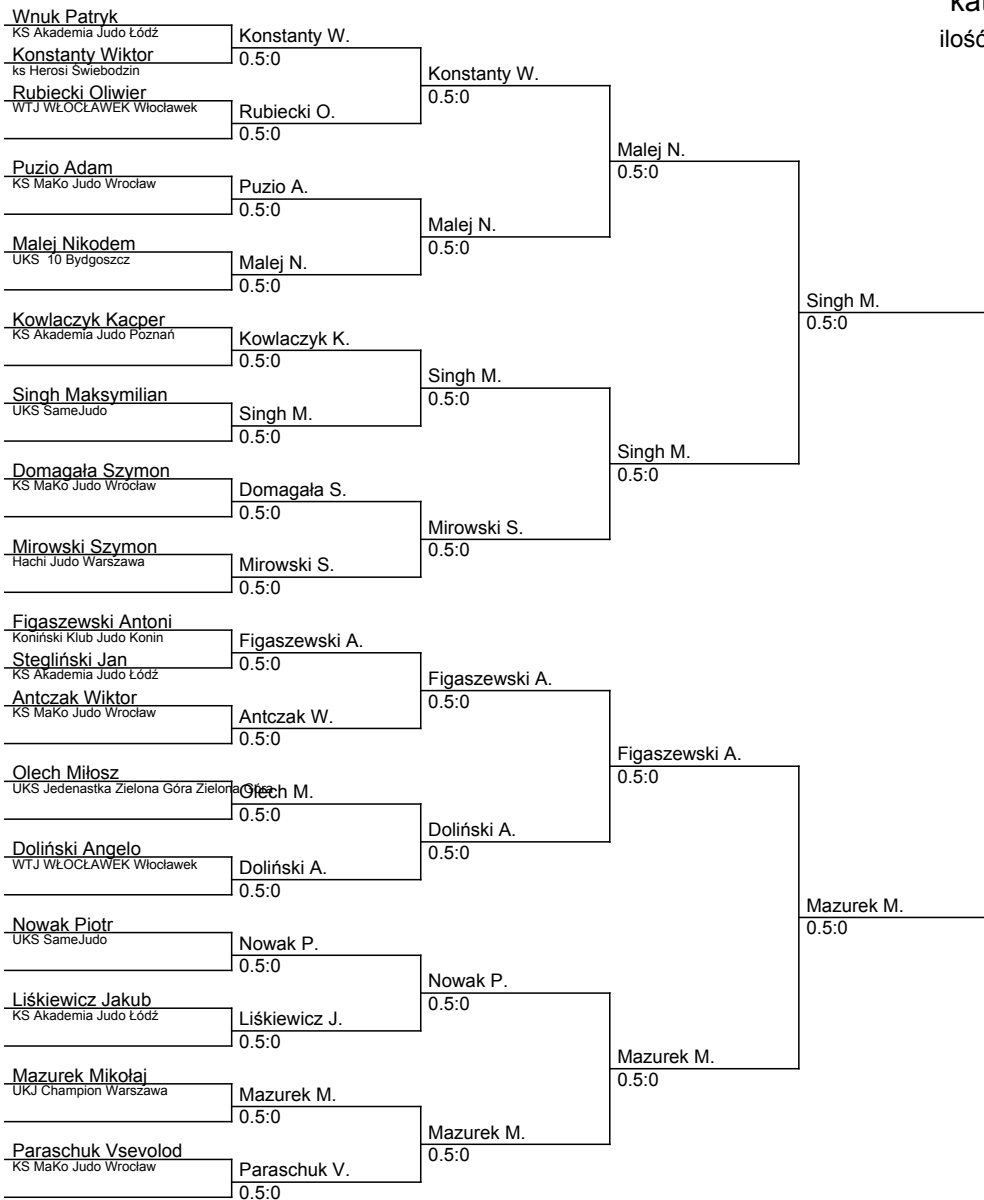 Wnuk Patryk
KS Akademia Judo Łódź
Konstanty Wiktor
ks Herosi Świebodzin
Rubiecki Oliwier
WTJ WŁOCŁAWEK Włocławek
Puzio Adam
KS MaKo Judo Wrocław
Malej Nikodem
UKS 10 Bydgoszcz
Kowlaczyk Kacper
KS Akademia Judo Poznań
Singh Maksymilian
UKS SameJudo
Domagała Szymon
KS MaKo Judo Wrocław
Mirowski Szymon
Hachi Judo Warszawa
Figaszewski Antoni
Koniński Klub Judo Konin
Stegliński Jan
KS Akademia Judo Łódź
Antczak Wiktor
KS MaKo Judo Wrocław
Olech Miłosz
UKS Jedenastka Zielona Góra Zielona Góra
Doliński Angelo
WTJ WŁOCŁAWEK Włocławek
Nowak Piotr
UKS SameJudo
Liśkiewicz Jakub
KS Akademia Judo Łódź
Mazurek Mikołaj
UKJ Champion Warszawa
Paraschuk Vsevolod
KS MaKo Judo Wrocław
Konstanty W.
0.5:0
Rubiecki O.
0.5:0
Puzio A.
0.5:0
Malej N.
0.5:0
Kowlaczyk K.
0.5:0
Singh M.
0.5:0
Domagała S.
0.5:0
Mirowski S.
0.5:0
Figaszewski A.
0.5:0
Antczak W.
0.5:0
Olech M.
0.5:0
Doliński A.
0.5:0
Nowak P.
0.5:0
Liśkiewicz J.
0.5:0
Mazurek M.
0.5:0
Paraschuk V.
0.5:0
Konstanty W.
0.5:0
Malej N.
0.5:0
Singh M.
0.5:0
Mirowski S.
0.5:0
Figaszewski A.
0.5:0
Doliński A.
0.5:0
Nowak P.
0.5:0
Mazurek M.
0.5:0
Malej N.
0.5:0
Singh M.
0.5:0
Figaszewski A.
0.5:0
Mazurek M.
0.5:0
Singh M.
0.5:0
Mazurek M.
0.5:0
ilość